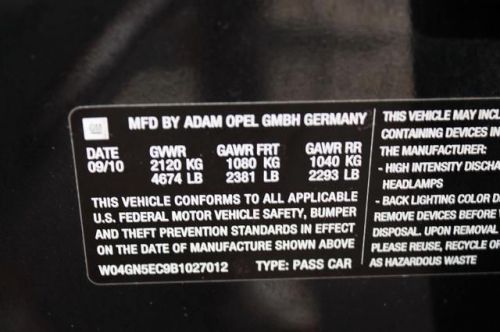 GM
MFD BY ADAM OPEL GMBH GERMANY
DATE GVWR GAWR FRT GAWR RR
09/10 2120 KG 1080 KG 1040 KG
4674 LB 2381 LB 2293 LB
THIS VEHICLE CONFORMS TO ALL APPLICABLE
U.S. FEDERAL MOTOR VEHICLE SAFETY, BUMPER
AND THEFT PREVENTION STANDARDS IN EFFECT
ON THE DATE OF MANUFACTURE SHOWN ABOVE
W04GN5EC9B1027012 TYPE: PASS CAR
THIS VEHICLE MAY INCL
CONTAINING DEVICES IN
THE MANUFACTURER:
- HIGH INTENSITY DISCHA
HEADLAMPS
- BACK LIGHTING COLOR DI
REMOVE DEVICES BEFORE
DISPOSAL. UPON REMOVAL
PLEASE REUSE, RECYCLE O
AS HAZARDOUS WASTE